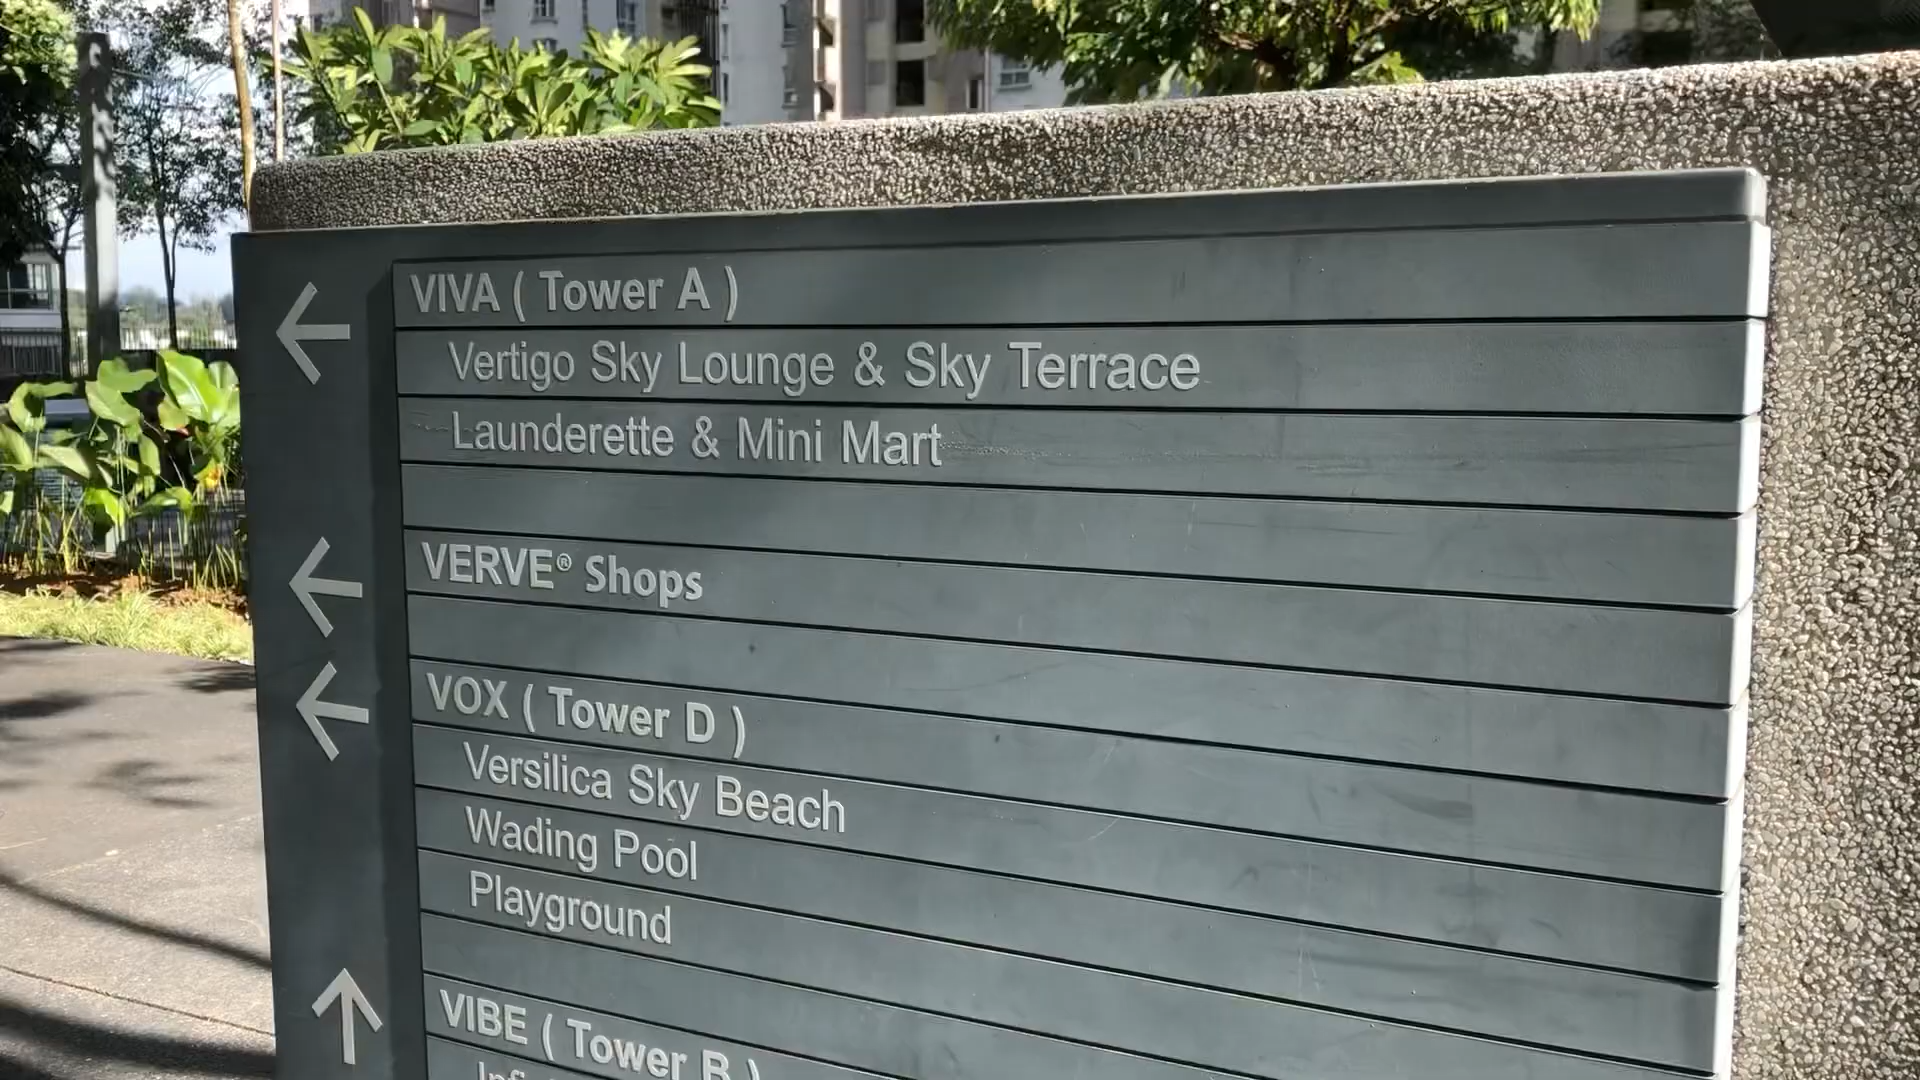 VIVA ( Tower A )
Vertigo Sky Lounge & Sky Terrace
Launderette & Mini Mart
VERVE® Shops
VOX ( Tower D )
Versilica Sky Beach
Wading Pool
Playground
VIBE ( Tower B )